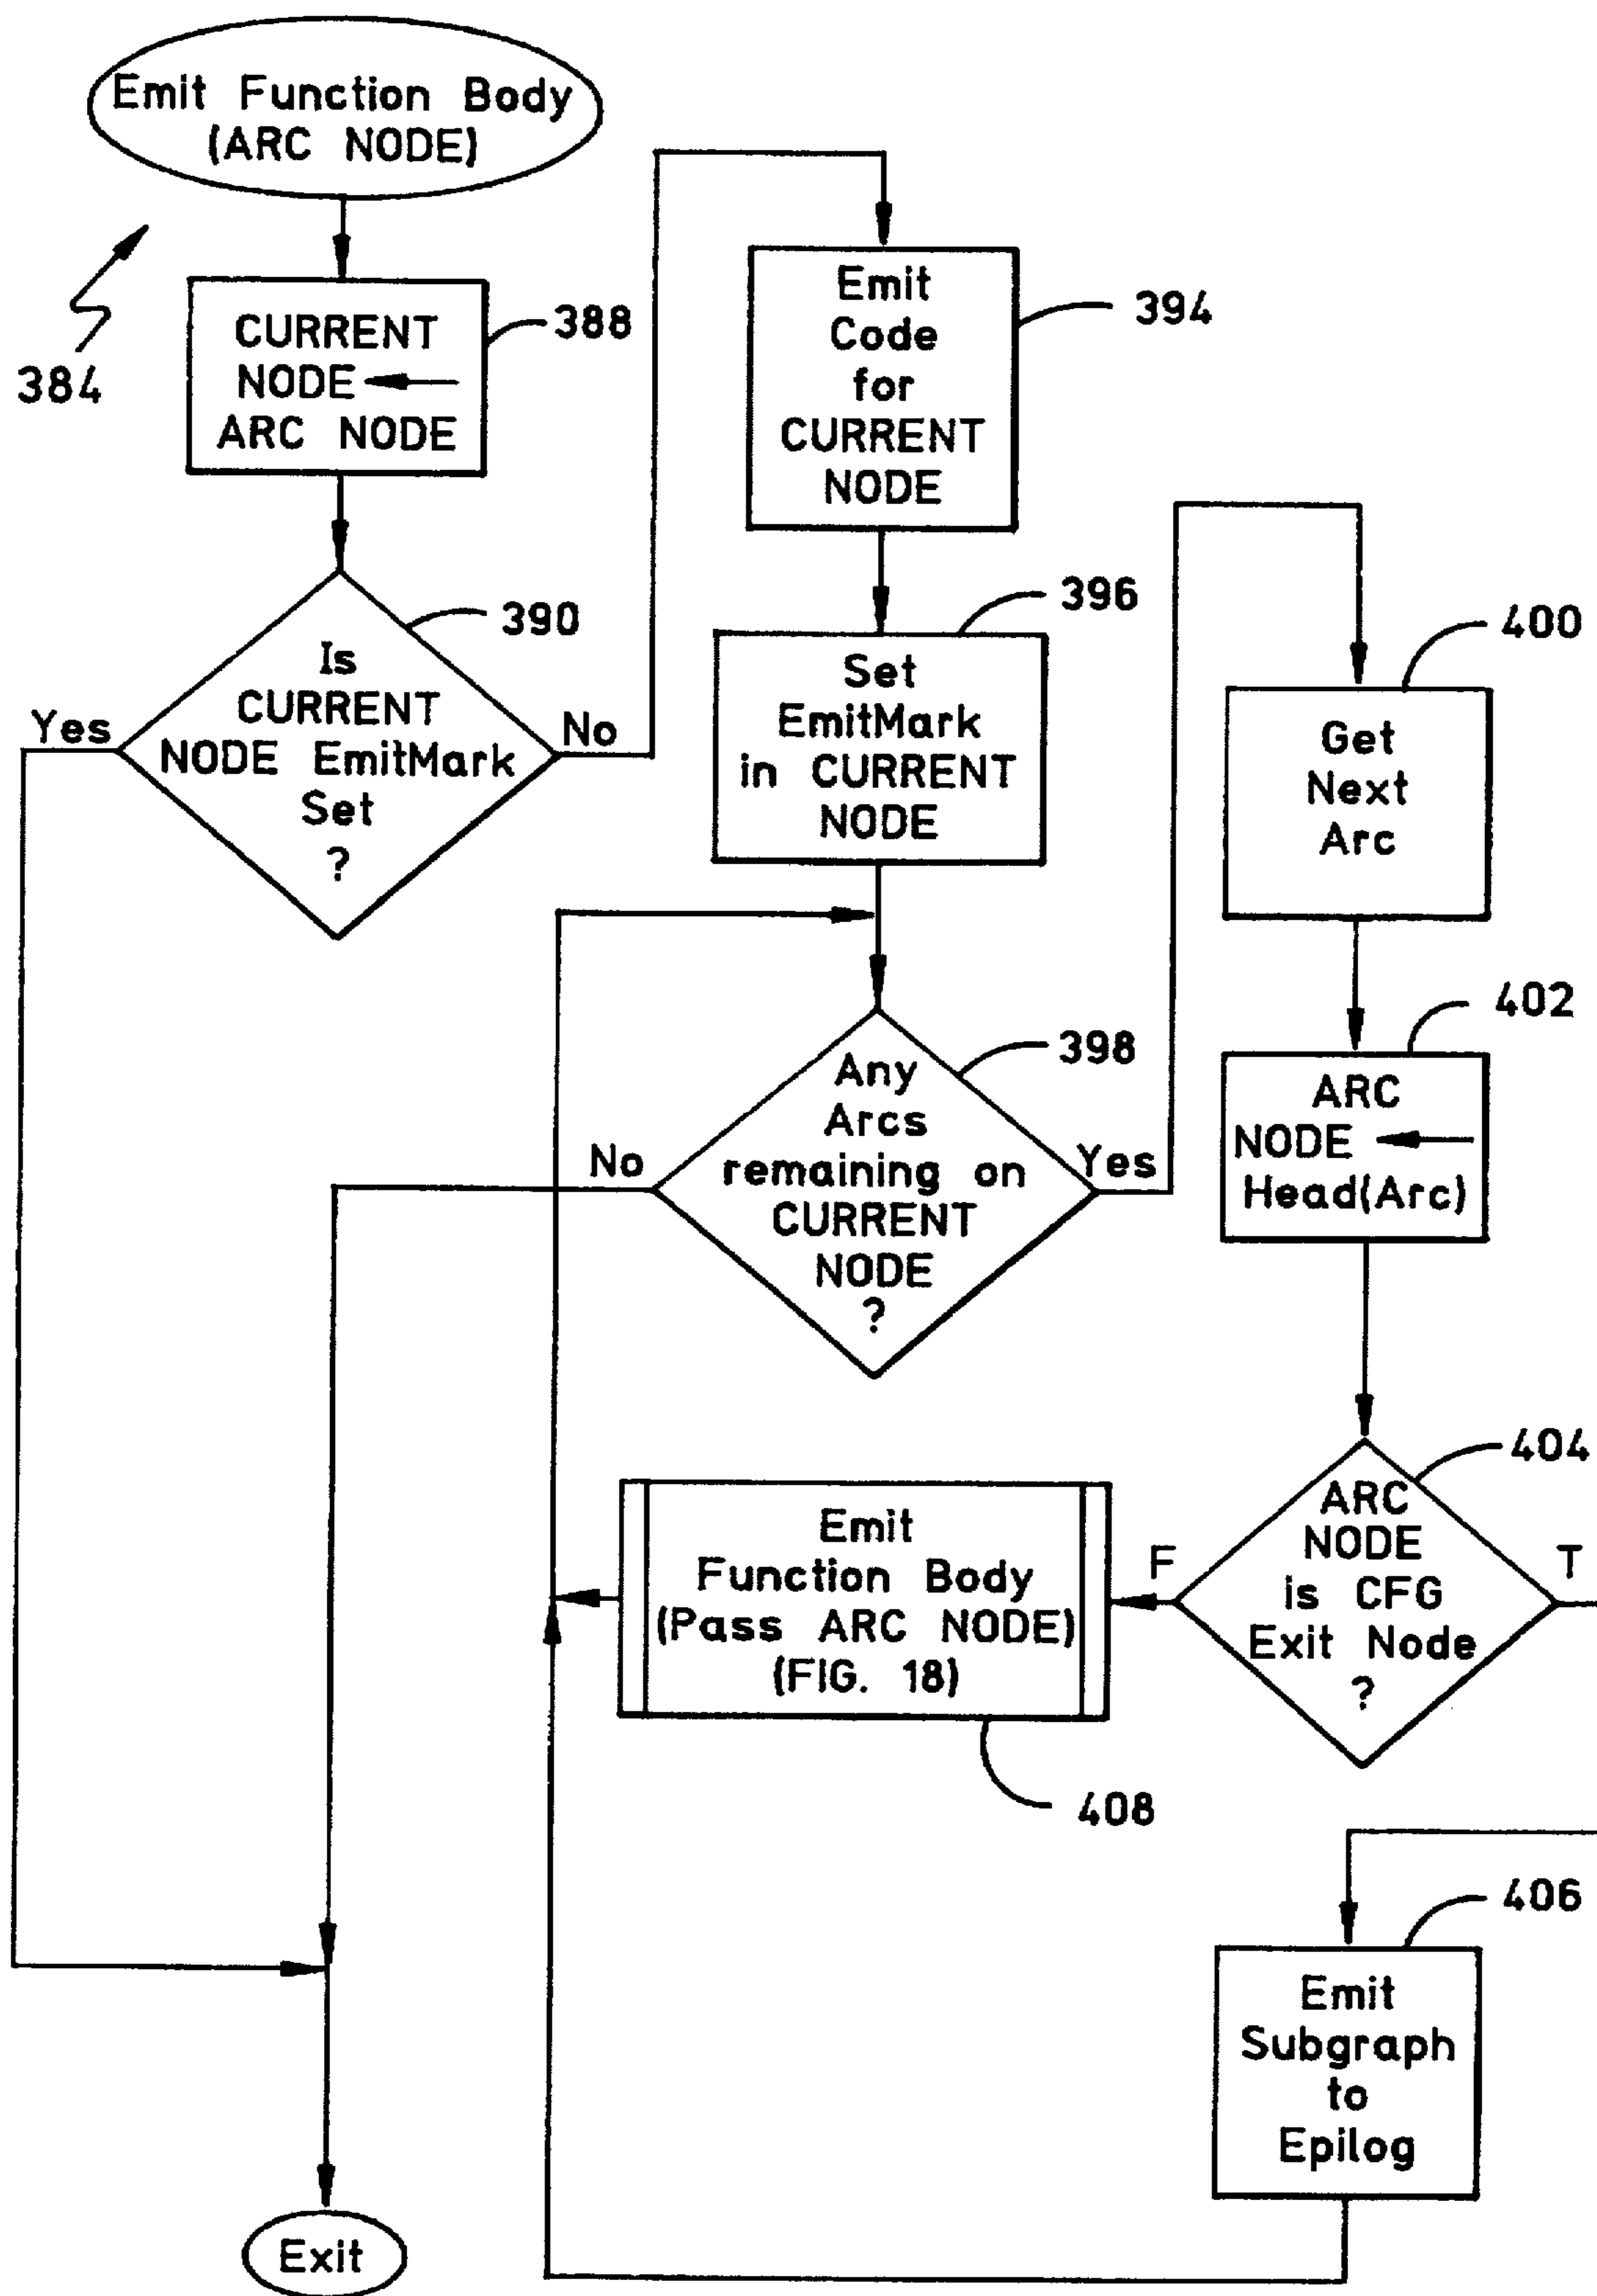 Emit Function Body
(ARC NODE)
384
CURRENT
NODE
ARC NODE
388
Is
CURRENT
NODE EmitMark
Set
?
390
Yes
No
Emit
Code
for
CURRENT
NODE
394
Set
EmitMark
in CURRENT
NODE
396
Any
Arcs
remaining on
CURRENT
NODE
?
398
No
Yes
Get
Next
Arc
400
ARC
NODE
Head(Arc)
402
ARC
NODE
is CFG
Exit Node
?
404
F
T
Emit
Function Body
(Pass ARC NODE)
(FIG. 18)
408
Emit
Subgraph
to
Epilog
406
Exit